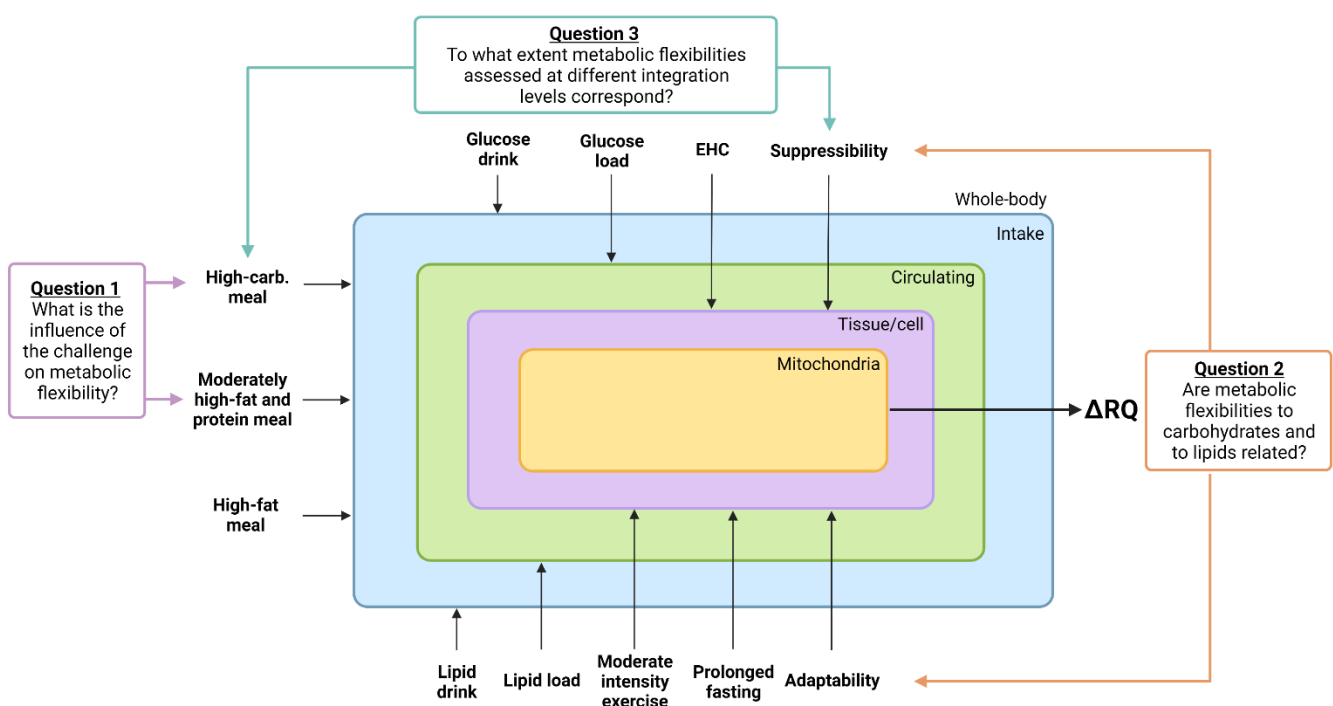 Question 3
To what extent metabolic flexibilities
assessed at different integration
levels correspond?
Glucose
drink
Glucose
load
EHC
Suppressibility
Whole-body
Intake
Circulating
Tissue/cell
Mitochondria
Question 1
What is the
influence of
the challenge
on metabolic
flexibility?
High-carb.
meal
Moderately
high-fat and
protein meal
High-fat
meal
ΔRQ
Question 2
Are metabolic
flexibilities to
carbohydrates and
to lipids related?
Lipid
drink
Lipid load
Moderate
intensity
exercise
Prolonged
fasting
Adaptability